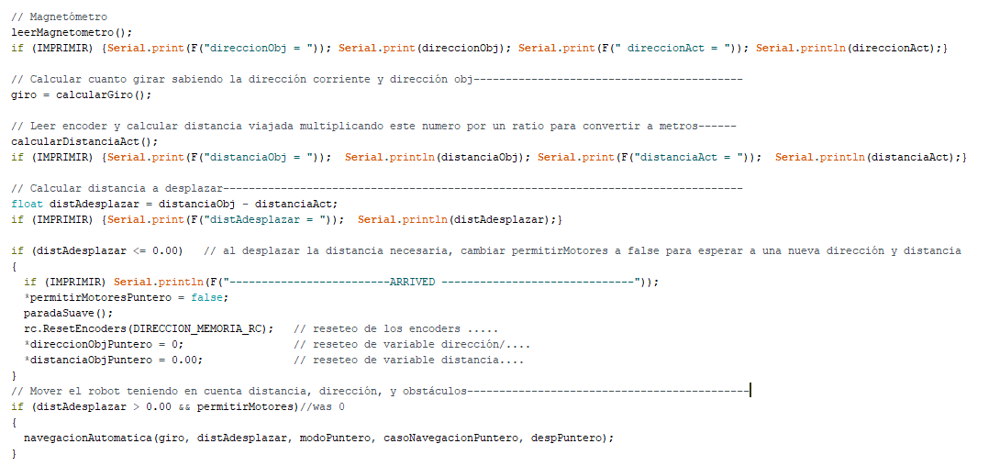 // Magnetómetro
leerMagnetometro();
if (IMPRIMIR) {Serial.print(F("direccionObj = ")); Serial.print(direccionObj); Serial.print(F(" direccionAct = ")); Serial.println(direccionAct);}
// Calcular cuanto girar sabiendo la dirección corriente y dirección obj------------------------------------------
giro = calcularGiro();
// Leer encoder y calcular distancia viajada multiplicando este numero por un ratio para convertir a metros------
calcularDistanciaAct();
if (IMPRIMIR) {Serial.print(F("distanciaObj = "));  Serial.println(distanciaObj); Serial.print(F("distanciaAct = "));  Serial.println(distanciaAct);}
// Calcular distancia a desplazar---------------------------------------------------------------------------------
float distAdesplazar = distanciaObj - distanciaAct;
if (IMPRIMIR) {Serial.print(F("distAdesplazar = "));  Serial.println(distAdesplazar);}
if (distAdesplazar <= 0.00)   // al desplazar la distancia necesaria, cambiar permitirMotores a false para esperar a una nueva dirección y distancia
{
  if (IMPRIMIR) Serial.println(F("-------------------------ARRIVED ------------------------------"));
  *permitirMotoresPuntero = false;
  paradaSuave();
  rc.ResetEncoders(DIRECCION_MEMORIA_RC);   // reseteo de los encoders .....
  *direccionObjPuntero = 0;                 // reseteo de variable dirección/....
  *distanciaObjPuntero = 0.00;              // reseteo de variable distancia....
}
// Mover el robot teniendo en cuenta distancia, dirección, y obstáculos--------------------------------------------
if (distAdesplazar > 0.00 && permitirMotores)//was 0
{
  navegacionAutomatica(giro, distAdesplazar, modoPuntero, casoNavegacionPuntero, despPuntero);
}